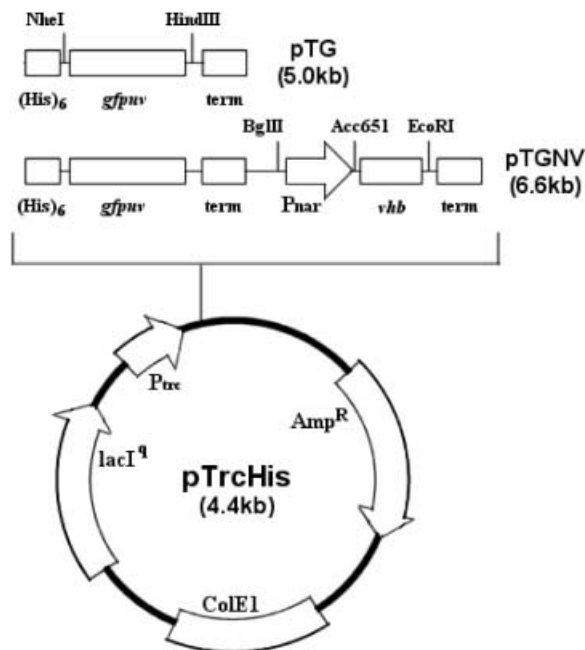 NheI HindIII pTG
(5.0kb)
(His)6 gfpuv term
BglII Acc651 EcoRI
pTGNV
(6.6kb)
(His)6 gfpuv term Pnar vhb term
Ptrc
AmpR
lacIq
pTrcHis
(4.4kb)
ColE1